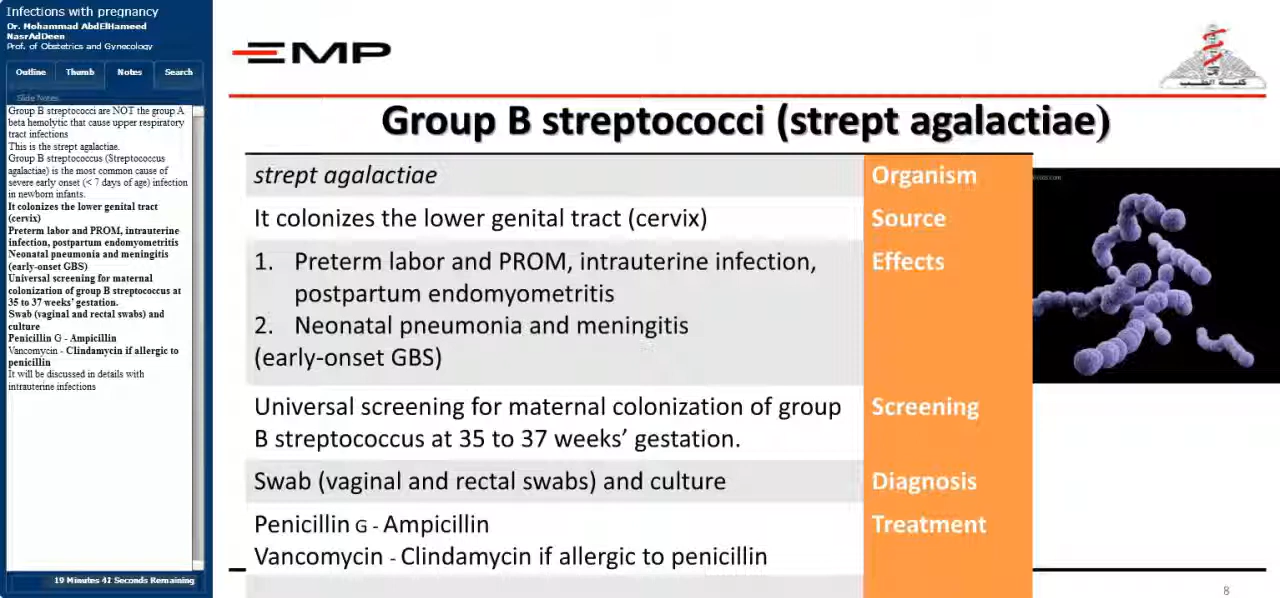 Infections with pregnancy
Dr. Mohammad AbdElHameed
NasrAdDeen
Prof. of Obstetrics and Gynecology
Outline Thumb Notes Search
Slide Notes
Group B streptococci are NOT the group A
beta hemolytic that cause upper respiratory
tract infections
This is the strept agalactiae.
Group B streptococcus (Streptococcus
agalactiae) is the most common cause of
severe early onset (< 7 days of age) infection
in newborn infants.
It colonizes the lower genital tract
(cervix)
Preterm labor and PROM, intrauterine
infection, postpartum endomyometritis
Neonatal pneumonia and meningitis
(early-onset GBS)
Universal screening for maternal
colonization of group B streptococcus at
35 to 37 weeks' gestation.
Swab (vaginal and rectal swabs) and
culture
Penicillin G - Ampicillin
Vancomycin - Clindamycin if allergic to
penicillin
It will be discussed in details with
intrauterine infections
19 Minutes 42 Seconds Remaining
EMP
كلية الطب
Group B streptococci (strept agalactiae)
strept agalactiae Organism
It colonizes the lower genital tract (cervix) Source
1. Preterm labor and PROM, intrauterine infection, Effects
postpartum endomyometritis
2. Neonatal pneumonia and meningitis
(early-onset GBS)
Universal screening for maternal colonization of group Screening
B streptococcus at 35 to 37 weeks' gestation.
Swab (vaginal and rectal swabs) and culture Diagnosis
Penicillin G - Ampicillin Treatment
Vancomycin - Clindamycin if allergic to penicillin
8